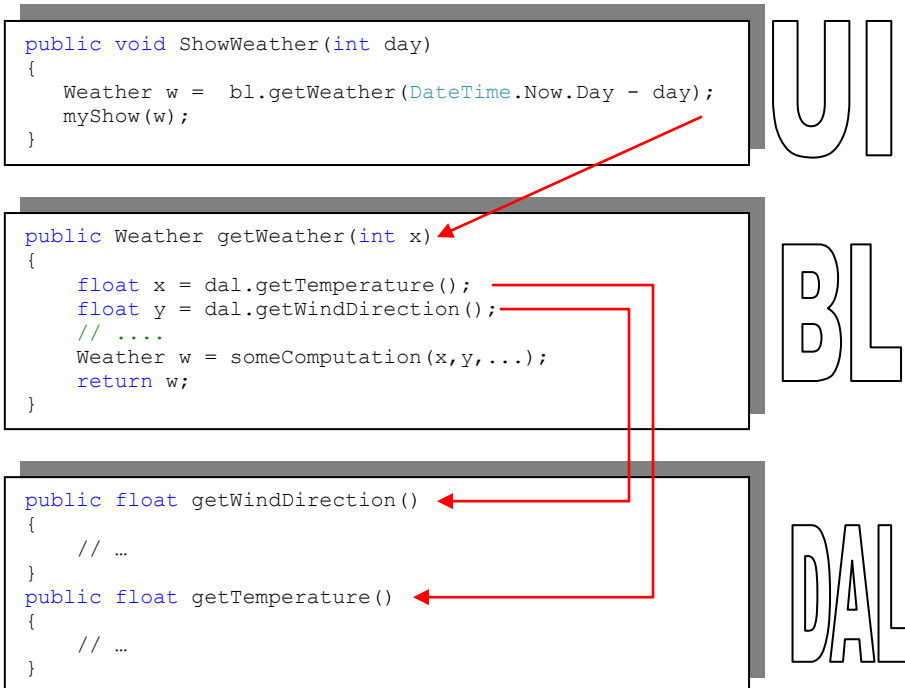 public void ShowWeather(int day)
{
Weather w =  bl.getWeather(DateTime.Now.Day - day);
myShow(w);
}
UI
public Weather getWeather(int x)
{
float x = dal.getTemperature();
float y = dal.getWindDirection();
// ....
Weather w = someComputation(x,y,...);
return w;
}
BL
public float getWindDirection()
{
// …
}
public float getTemperature()
{
// …
}
DAL